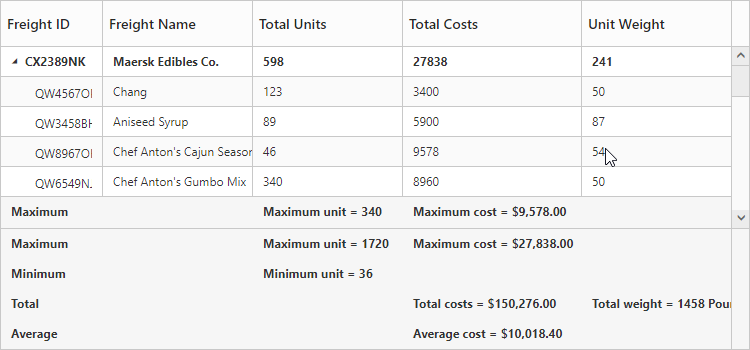 Freight ID Freight Name Total Units Total Costs Unit Weight
CX2389NK Maersk Edibles Co. 598 27838 241
QW4567OI Chang 123 3400 50
QW3458BH Aniseed Syrup 89 5900 87
Chef Anton's Cajun Season 46 9578 54
QW6549N. Chef Anton's Gumbo Mix 340 8960 50
Maximum Maximum unit = 340 Maximum cost = $9,578.00
Maximum Maximum unit = 1720 Maximum cost = $27,838.00
Minimum Minimum unit = 36
Total Total costs = $150,276.00 Total weight = 1458 Pou
Average Average cost = $10,018.40